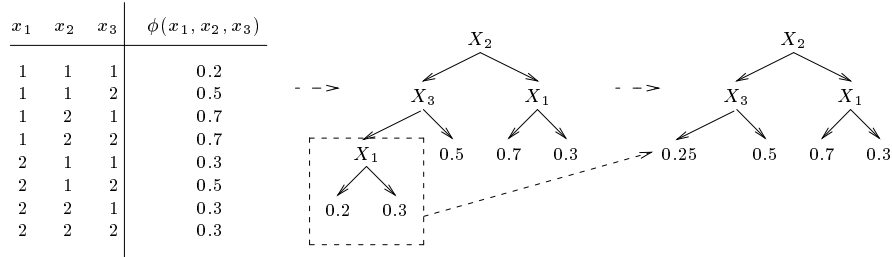 x1 x2 x3 ϕ(x1, x2, x3)
1 1 1 0.2
1 1 2 0.5
1 2 1 0.7
1 2 2 0.7
2 1 1 0.3
2 1 2 0.5
2 2 1 0.3
2 2 2 0.3
X2
X3 X1
X1 0.5 0.7 0.3
0.2 0.3
X2
X3 X1
0.25 0.5 0.7 0.3